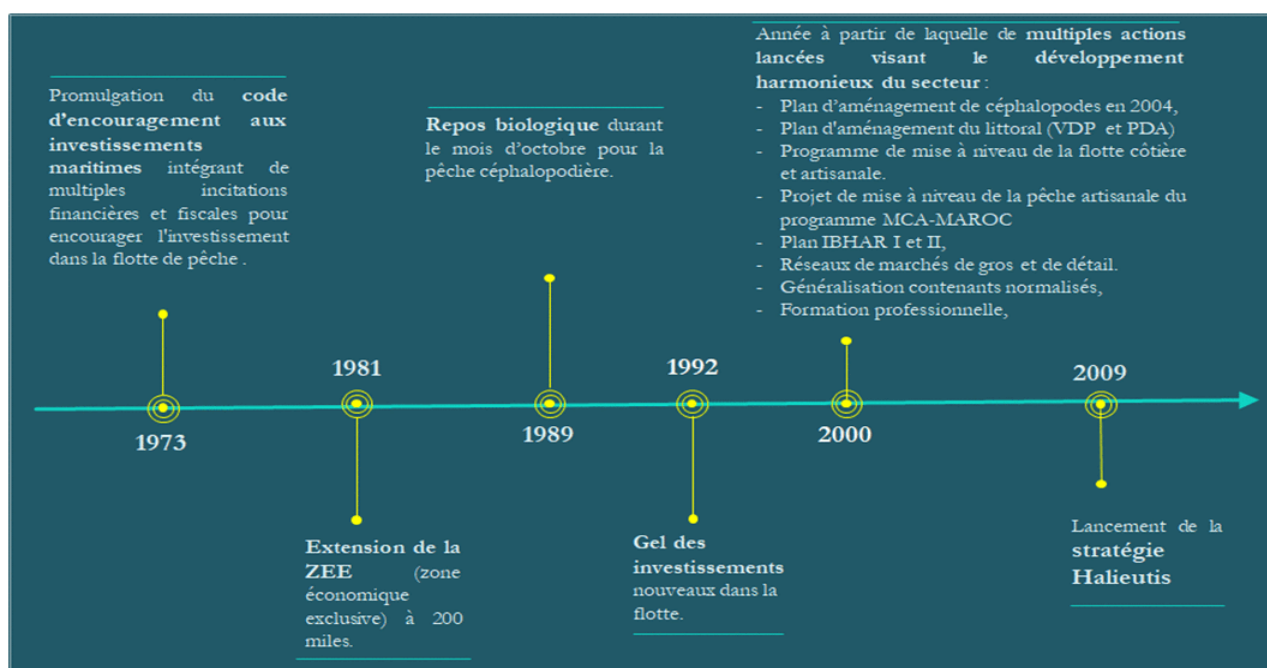 Promulgation du code
d'encouragement aux
investissements
maritimes intégrant de
multiples incitations
financières et fiscales pour
encourager l'investissement
dans la flotte de pêche .
1973
1981
Extension de la
ZEE (zone
économique
exclusive) à 200
miles.
Repos biologique durant
le mois d'octobre pour la
pêche céphalopodière.
1989
1992
Gel des
investissements
nouveaux dans la
flotte.
Année à partir de laquelle de multiples actions
lancées visant le développement
harmonieux du secteur :
- Plan d'aménagement de céphalopodes en 2004,
- Plan d'aménagement du littoral (VDP et PDA)
- Programme de mise à niveau de la flotte côtière
et artisanale.
- Projet de mise à niveau de la pêche artisanale du
programme MCA-MAROC
- Plan IBHAR I et II,
- Réseaux de marchés de gros et de détail.
- Généralisation contenants normalisés,
- Formation professionnelle,
2000
2009
Lancement de la
stratégie
Halieutis